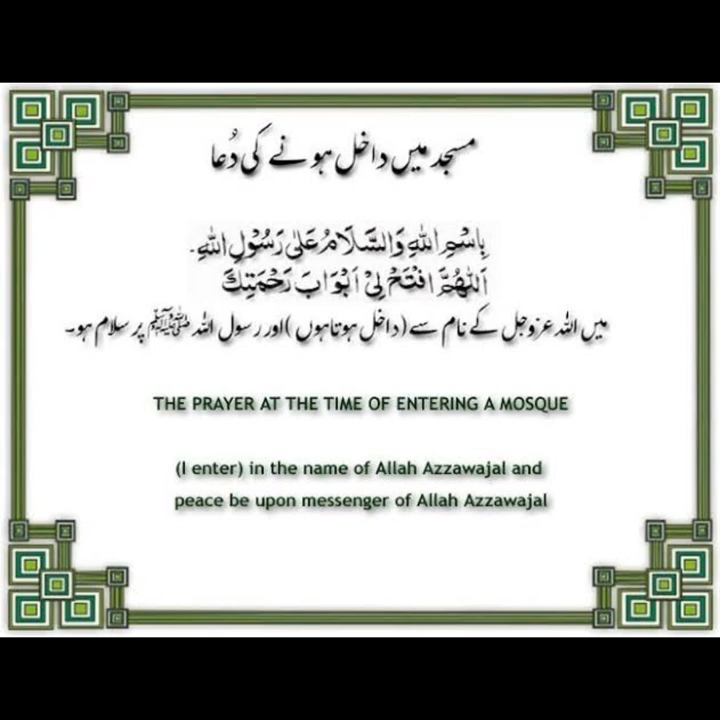 مسجد میں داخل ہونے کی دُعا
بِاسْمِ اللّٰهِ وَالسَّلَامُ عَلٰى رَسُوْلِ اللّٰهِ۔
اَللّٰهُمَّ افْتَحْ لِیْ اَبْوَابَ رَحْمَتِكَ
میں اللہ عزوجل کے نام سے (داخل ہوتا ہوں) اور رسول اللہ ﷺ پر سلام ہو۔
THE PRAYER AT THE TIME OF ENTERING A MOSQUE
(I enter) in the name of Allah Azzawajal and
peace be upon messenger of Allah Azzawajal